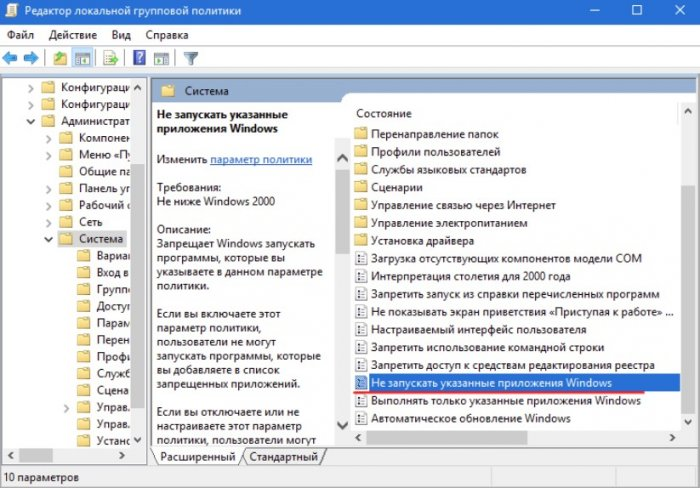 Редактор локальной групповой политики
Файл Действие Вид Справка
Конфигурац
Конфигурац
Администрат
Компонен
Меню «Пу
Общие па
Панель уп
Рабочий с
Сеть
Система
Вариан
Вход в
Группо
Доступ
Парам
Перен
Профи
Служб
Сцена
Управ.
Управ.
Устано
Система
Не запускать указанные
приложения Windows
Изменить параметр политики
Требования:
Не ниже Windows 2000
Описание:
Запрещает Windows запускать
программы, которые вы
указываете в данном параметре
политики.
Если вы включаете этот
параметр политики,
пользователи не могут
запускать программы, которые
вы добавляете в список
запрещенных приложений.
Если вы отключаете или не
настраиваете этот параметр
политики, пользователи могут
Состояние
Перенаправление папок
Профили пользователей
Службы языковых стандартов
Сценарии
Управление связью через Интернет
Управление электропитанием
Установка драйвера
Загрузка отсутствующих компонентов модели COM
Интерпретация столетия для 2000 года
Запретить запуск из справки перечисленных программ
Не показывать экран приветствия «Приступая к работе» ...
Настраиваемый интерфейс пользователя
Запретить использование командной строки
Запретить доступ к средствам редактирования реестра
Не запускать указанные приложения Windows
Выполнять только указанные приложения Windows
Автоматическое обновление Windows
Расширенный Стандартный
10 параметров